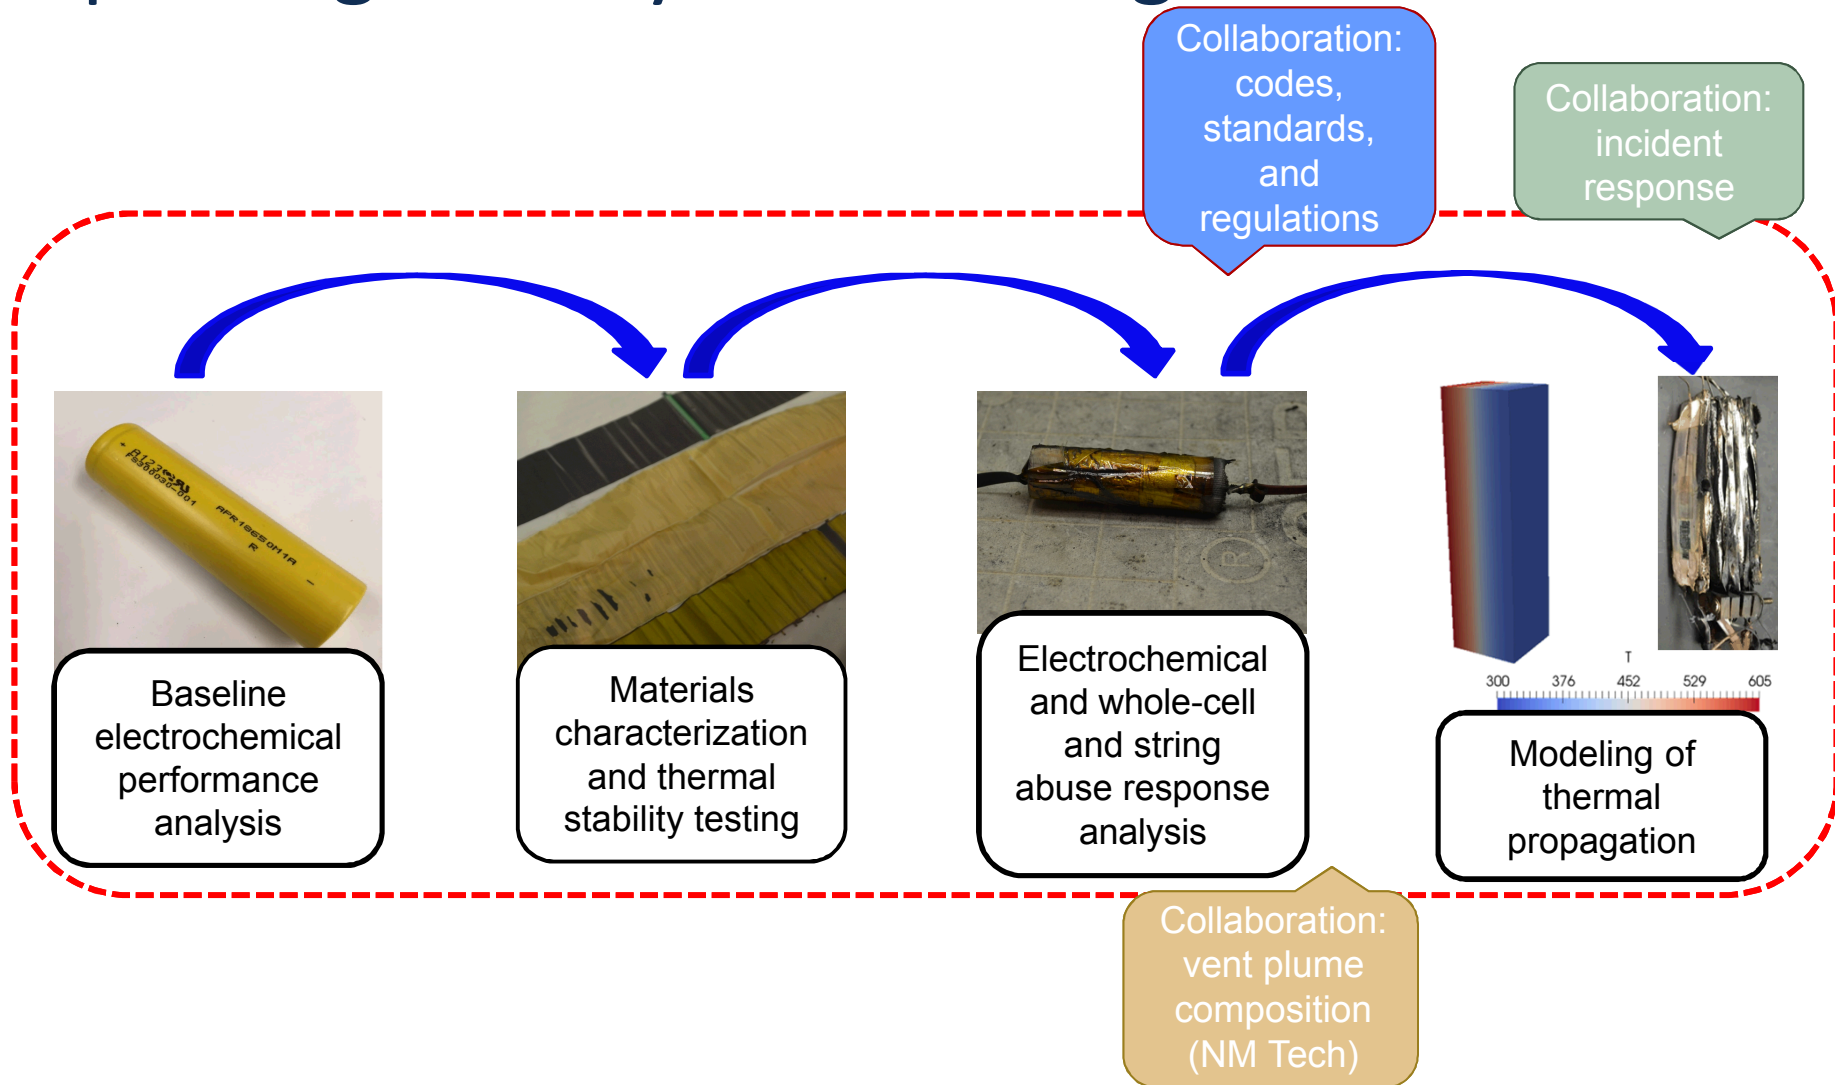 Collaboration:
codes,
standards,
and
regulations
Collaboration:
incident
response
A123
APR18650M1A
R
Baseline
electrochemical
performance
analysis
Materials
characterization
and thermal
stability testing
Electrochemical
and whole-cell
and string
abuse response
analysis
R
T
300 376 452 529 605
Modeling of
thermal
propagation
Collaboration:
vent plume
composition
(NM Tech)